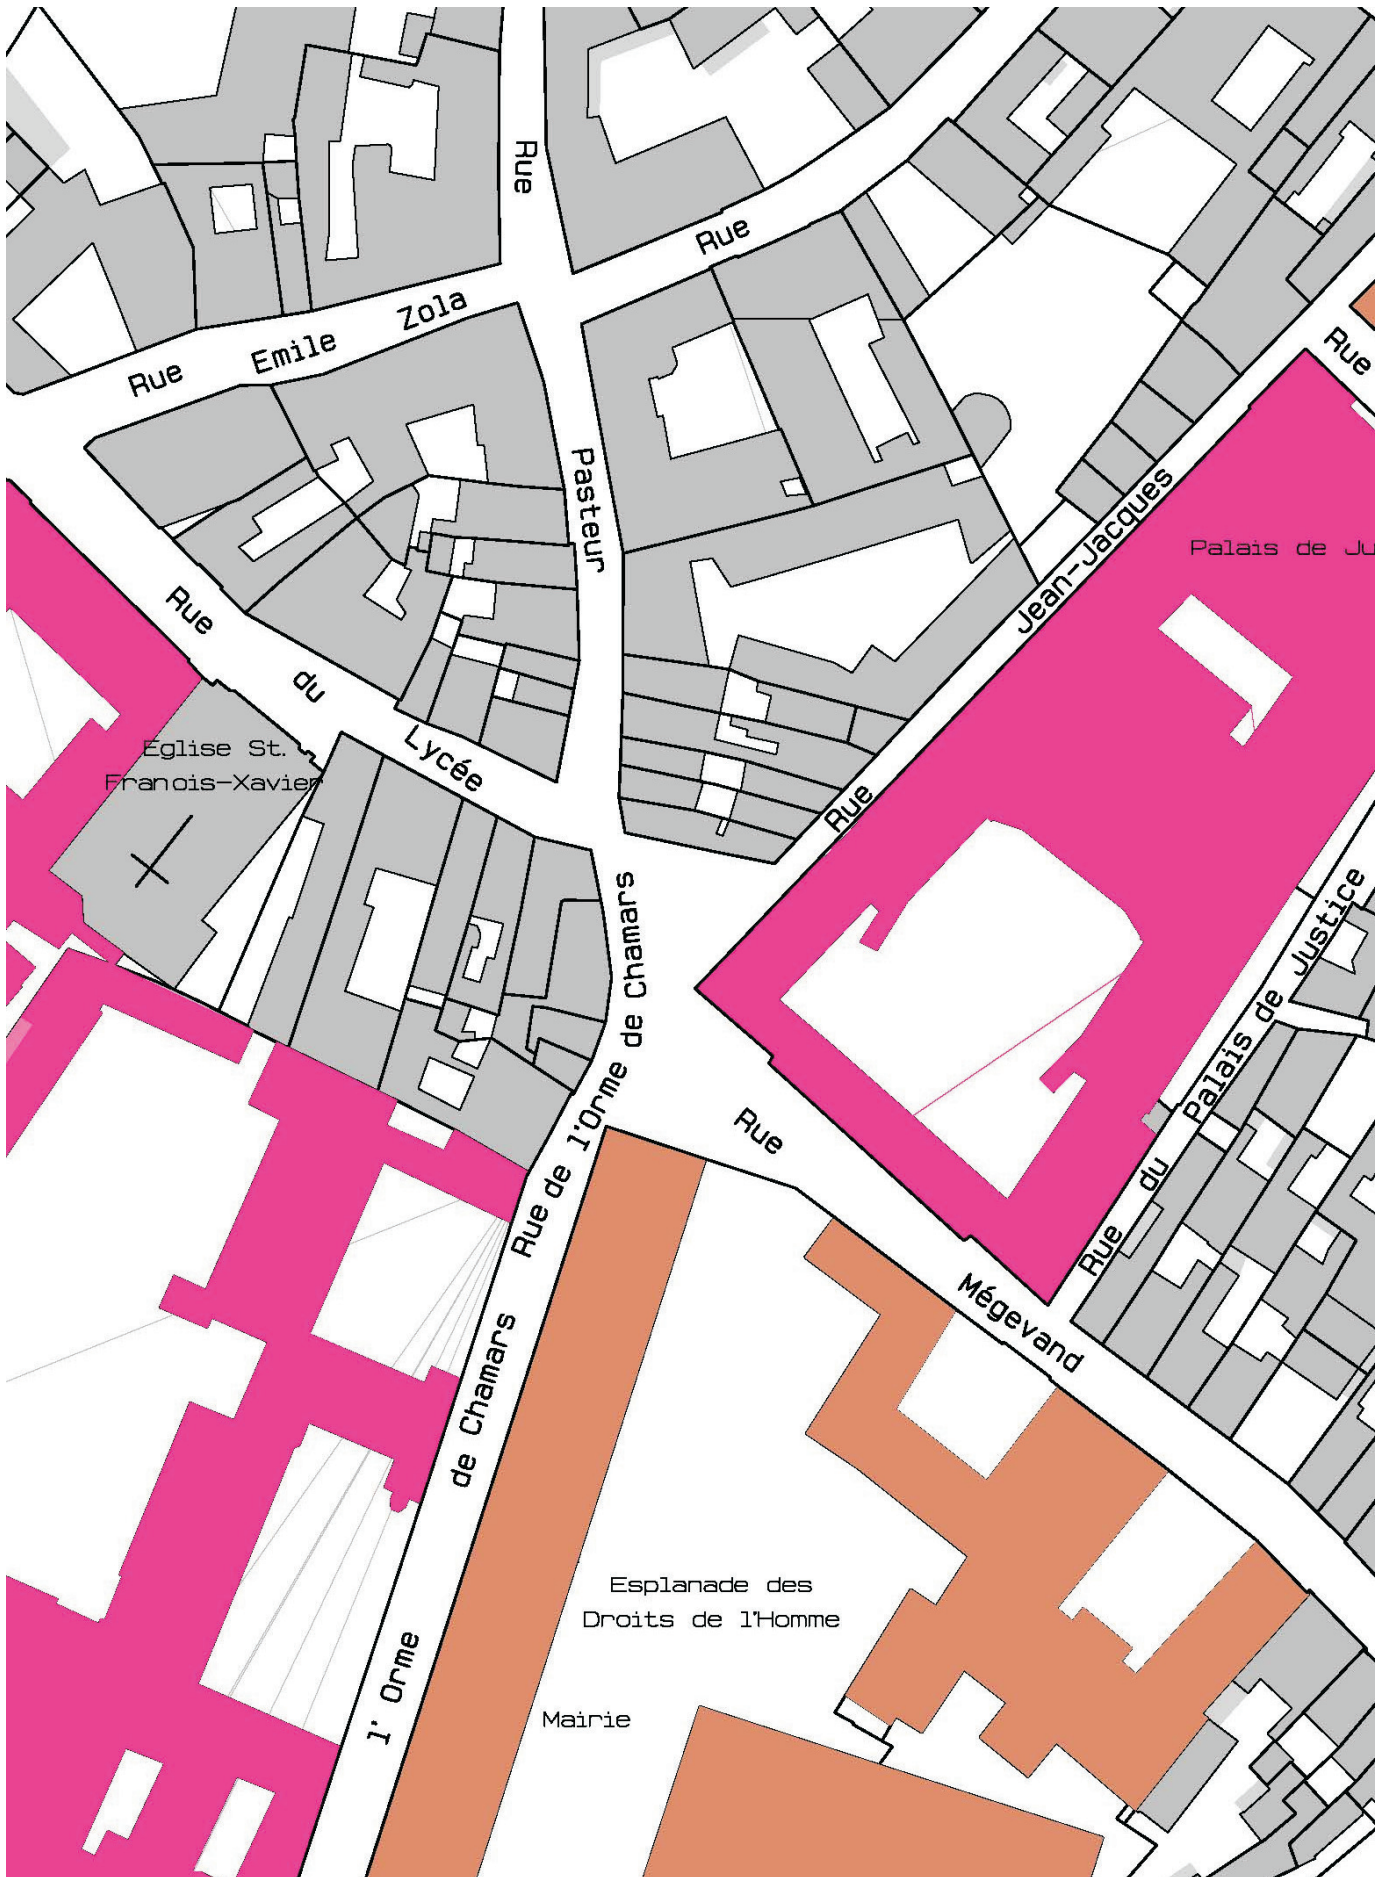 Rue
Rue
Rue Emile Zola
Rue
Pasteur
Jean-Jacques
Palais de Ju
Rue
du
Lycée
Eglise St.
Franois-Xavier
Rue
Rue de l'Orme de Chamars
Rue du Palais de Justice
Rue
Mégevand
de Chamars
l' Orme
Esplanade des
Droits de l'Homme
Mairie